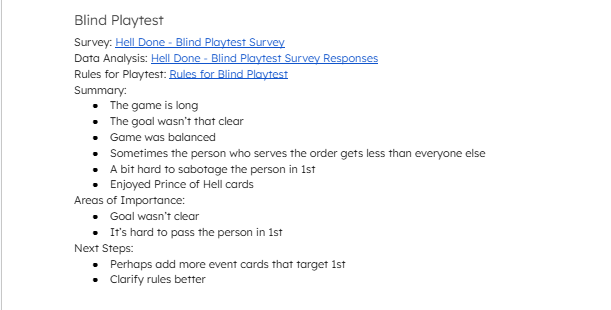 Blind Playtest
Survey: Hell Done - Blind Playtest Survey
Data Analysis: Hell Done - Blind Playtest Survey Responses
Rules for Playtest: Rules for Blind Playtest
Summary:
● The game is long
● The goal wasn't that clear
● Game was balanced
● Sometimes the person who serves the order gets less than everyone else
● A bit hard to sabotage the person in 1st
● Enjoyed Prince of Hell cards
Areas of Importance:
● Goal wasn't clear
● It's hard to pass the person in 1st
Next Steps:
● Perhaps add more event cards that target 1st
● Clarify rules better